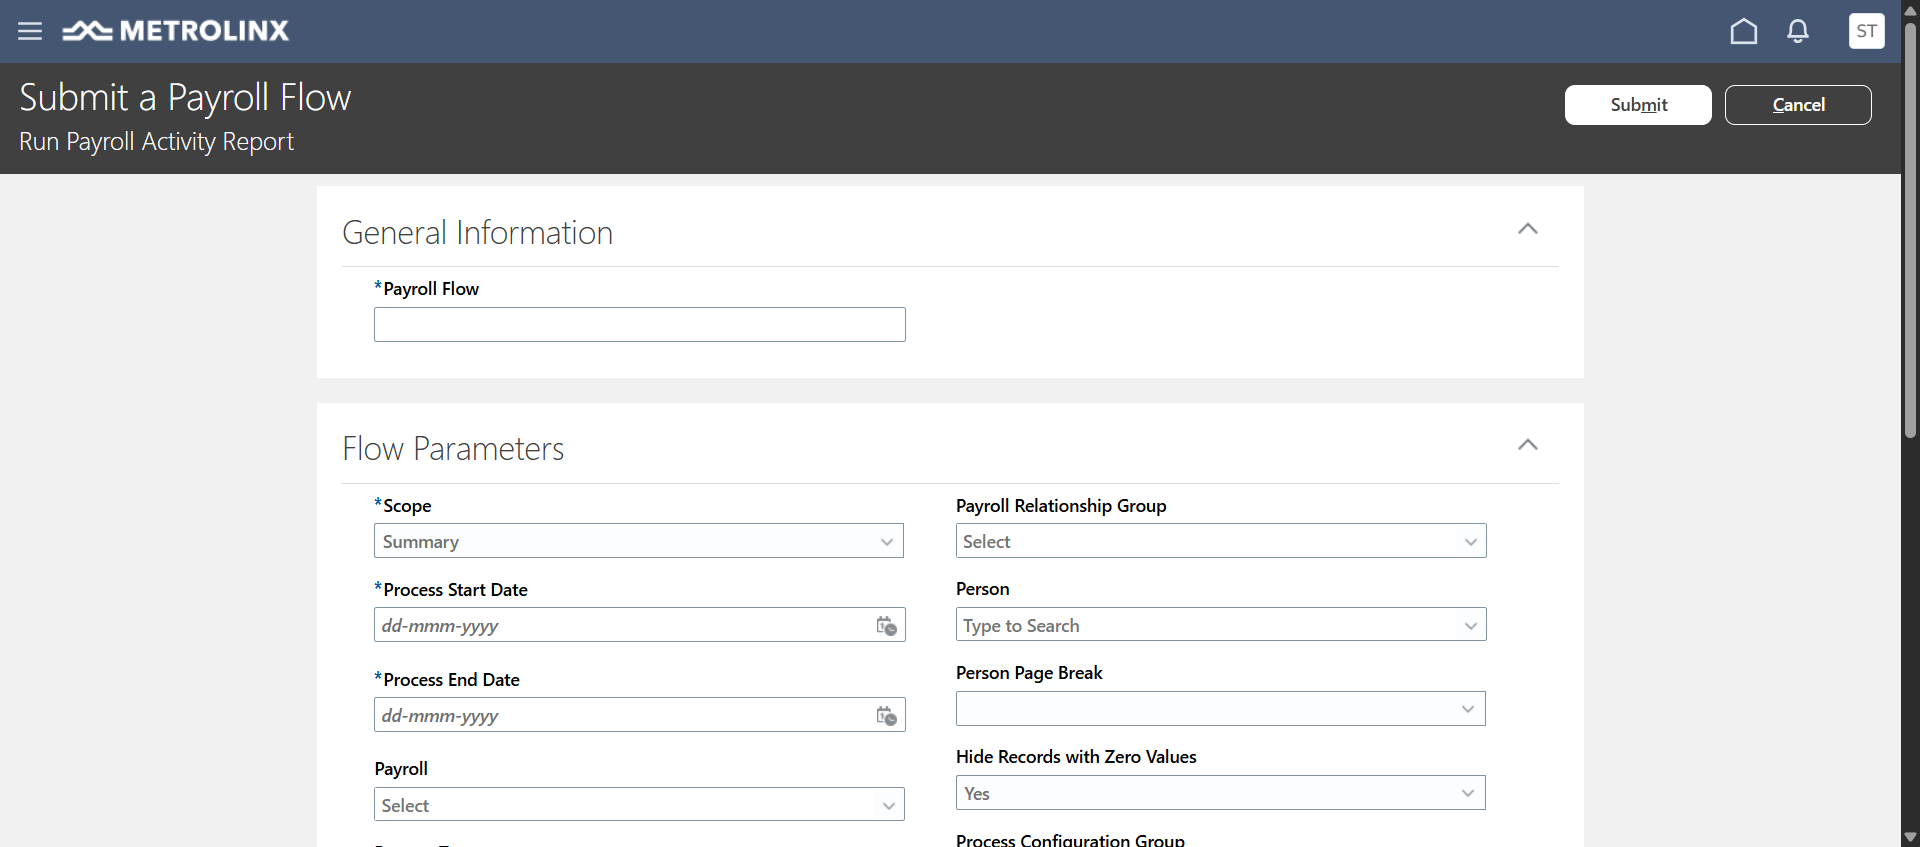 METROLINX
ST
Submit a Payroll Flow
Run Payroll Activity Report
Submit
Cancel
General Information
*Payroll Flow
Flow Parameters
*Scope
Summary
*Process Start Date
dd-mmm-yyyy
*Process End Date
dd-mmm-yyyy
Payroll
Select
Payroll Relationship Group
Select
Person
Type to Search
Person Page Break
Hide Records with Zero Values
Yes
Process Configuration Group